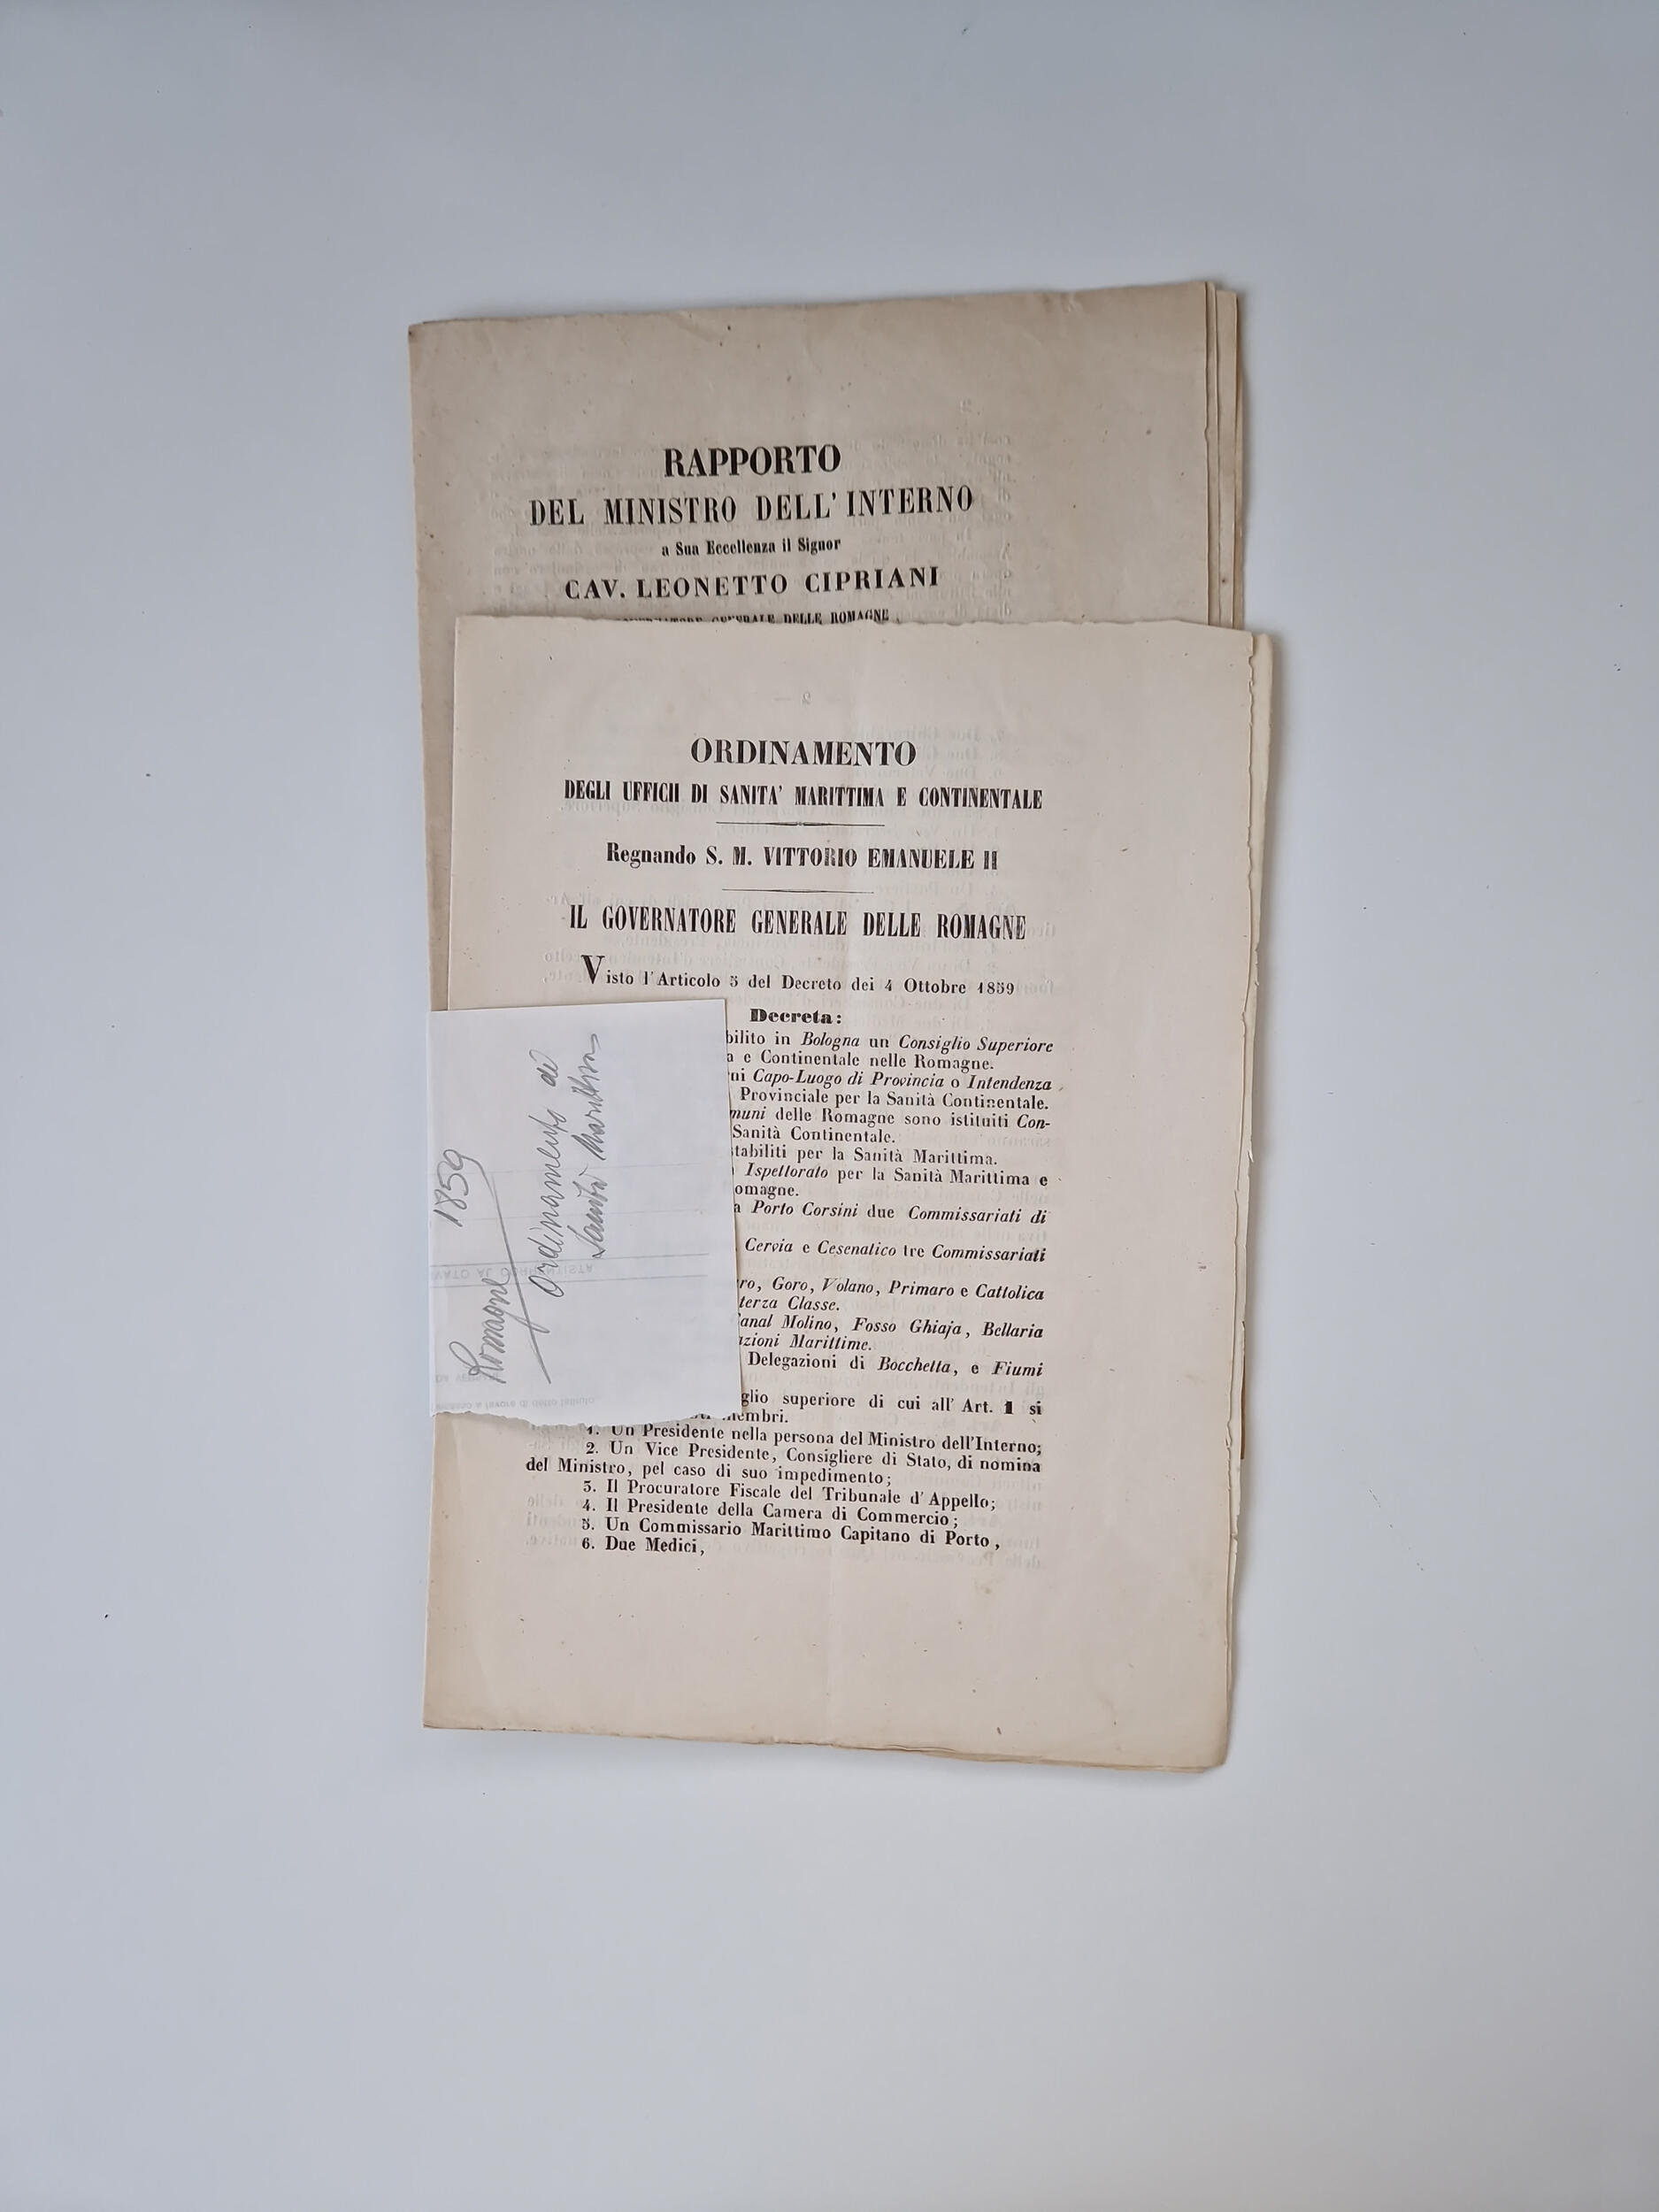 RAPPORTO
DEL MINISTRO DELL' INTERNO
a Sua Eccellenza il Signor
CAV. LEONETTO CIPRIANI
GENERALE DELLE ROMAGNE
— 2 —
ORDINAMENTO
DEGLI UFFICII DI SANITA' MARITTIMA E CONTINENTALE
Regnando S. M. VITTORIO EMANUELE II
IL GOVERNATORE GENERALE DELLE ROMAGNE
Visto l'Articolo 5 del Decreto dei 4 Ottobre 1859
Decreta:
bilito in Bologna un Consiglio Superiore
a e Continentale nelle Romagne.
ni Capo-Luogo di Provincia o Intendenza
Provinciale per la Sanità Continentale.
muni delle Romagne sono istituiti Con-
Sanità Continentale.
tabiliti per la Sanità Marittima.
Ispettorato per la Sanità Marittima e
omagne.
a Porto Corsini due Commissariati di
Cervia e Cesenatico tre Commissariati
ro, Goro, Volano, Primaro e Cattolica
terza Classe.
anal Molino, Fosso Ghiaja, Bellaria
azioni Marittime.
Delegazioni di Bocchetta, e Fiumi
glio superiore di cui all' Art. 1 si
membri.
1. Un Presidente nella persona del Ministro dell'Interno;
2. Un Vice Presidente, Consigliere di Stato, di nomina
del Ministro, pel caso di suo impedimento;
3. Il Procuratore Fiscale del Tribunale d' Appello;
4. Il Presidente della Camera di Commercio;
5. Un Commissario Marittimo Capitano di Porto,
6. Due Medici,
Romagne 1859
Ordinamento di
Sanità Marittima